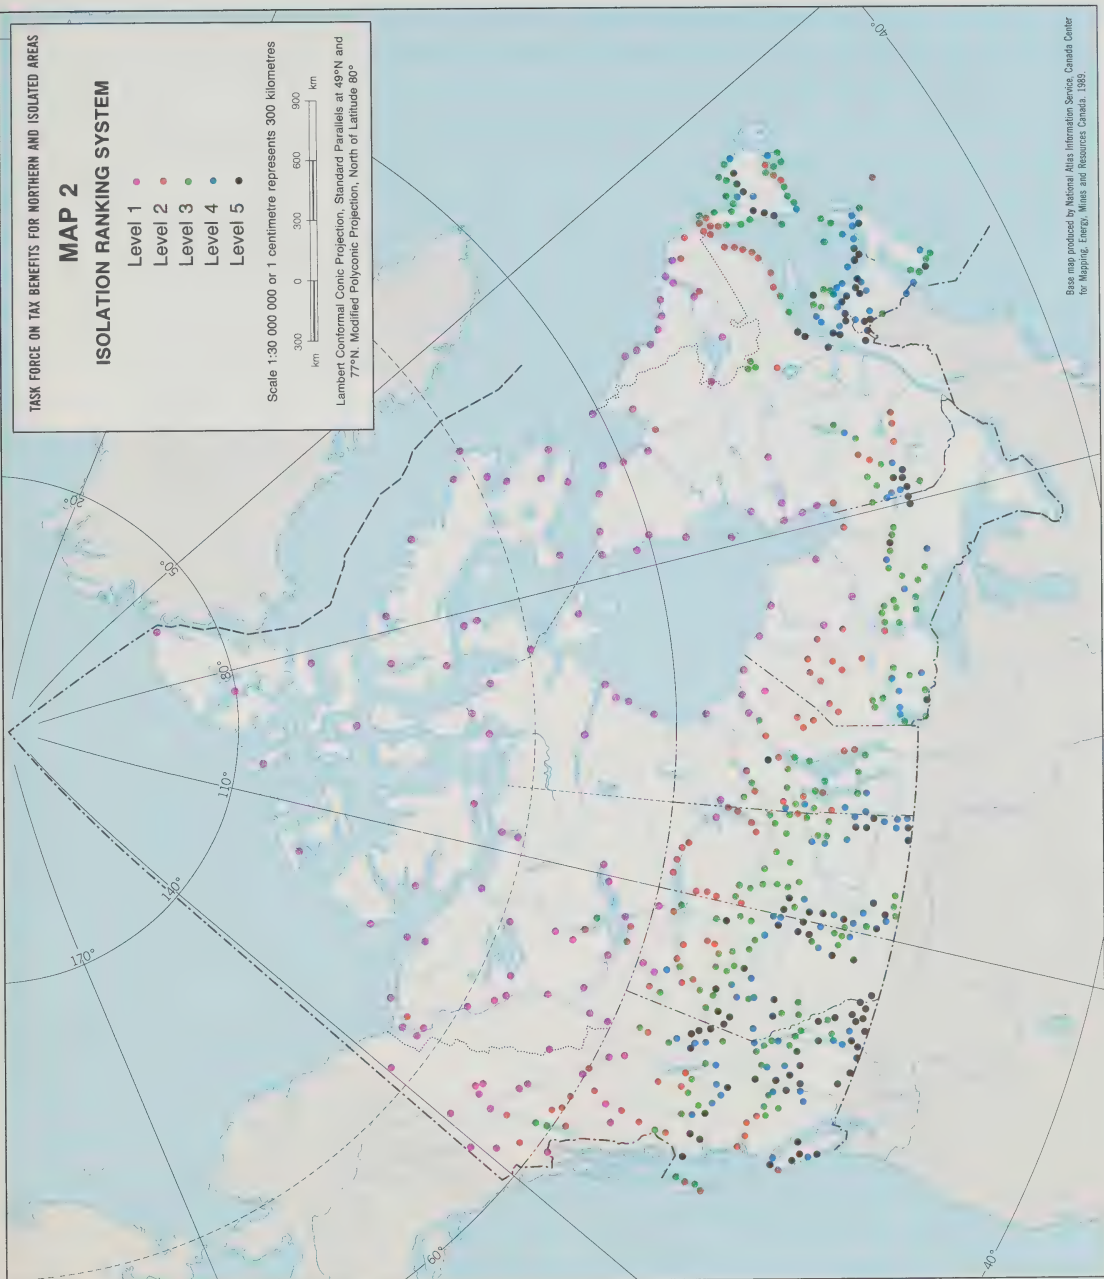 TASK FORCE ON TAX BENEFITS FOR NORTHERN AND ISOLATED AREAS
MAP 2
ISOLATION RANKING SYSTEM
Level 1
Level 2
Level 3
Level 4
Level 5
Scale 1:30 000 000 or 1 centimetre represents 300 kilometres
300 0 300 600 900
km km
Lambert Conformal Conic Projection, Standard Parallels at 49°N and
77°N. Modified Polyconic Projection, North of Latitude 80°
20°
50°
80°
110°
140°
170°
60°
40°
40°
Base map produced by National Atlas Information Service, Canada Center
for Mapping, Energy, Mines and Resources Canada. 1989.